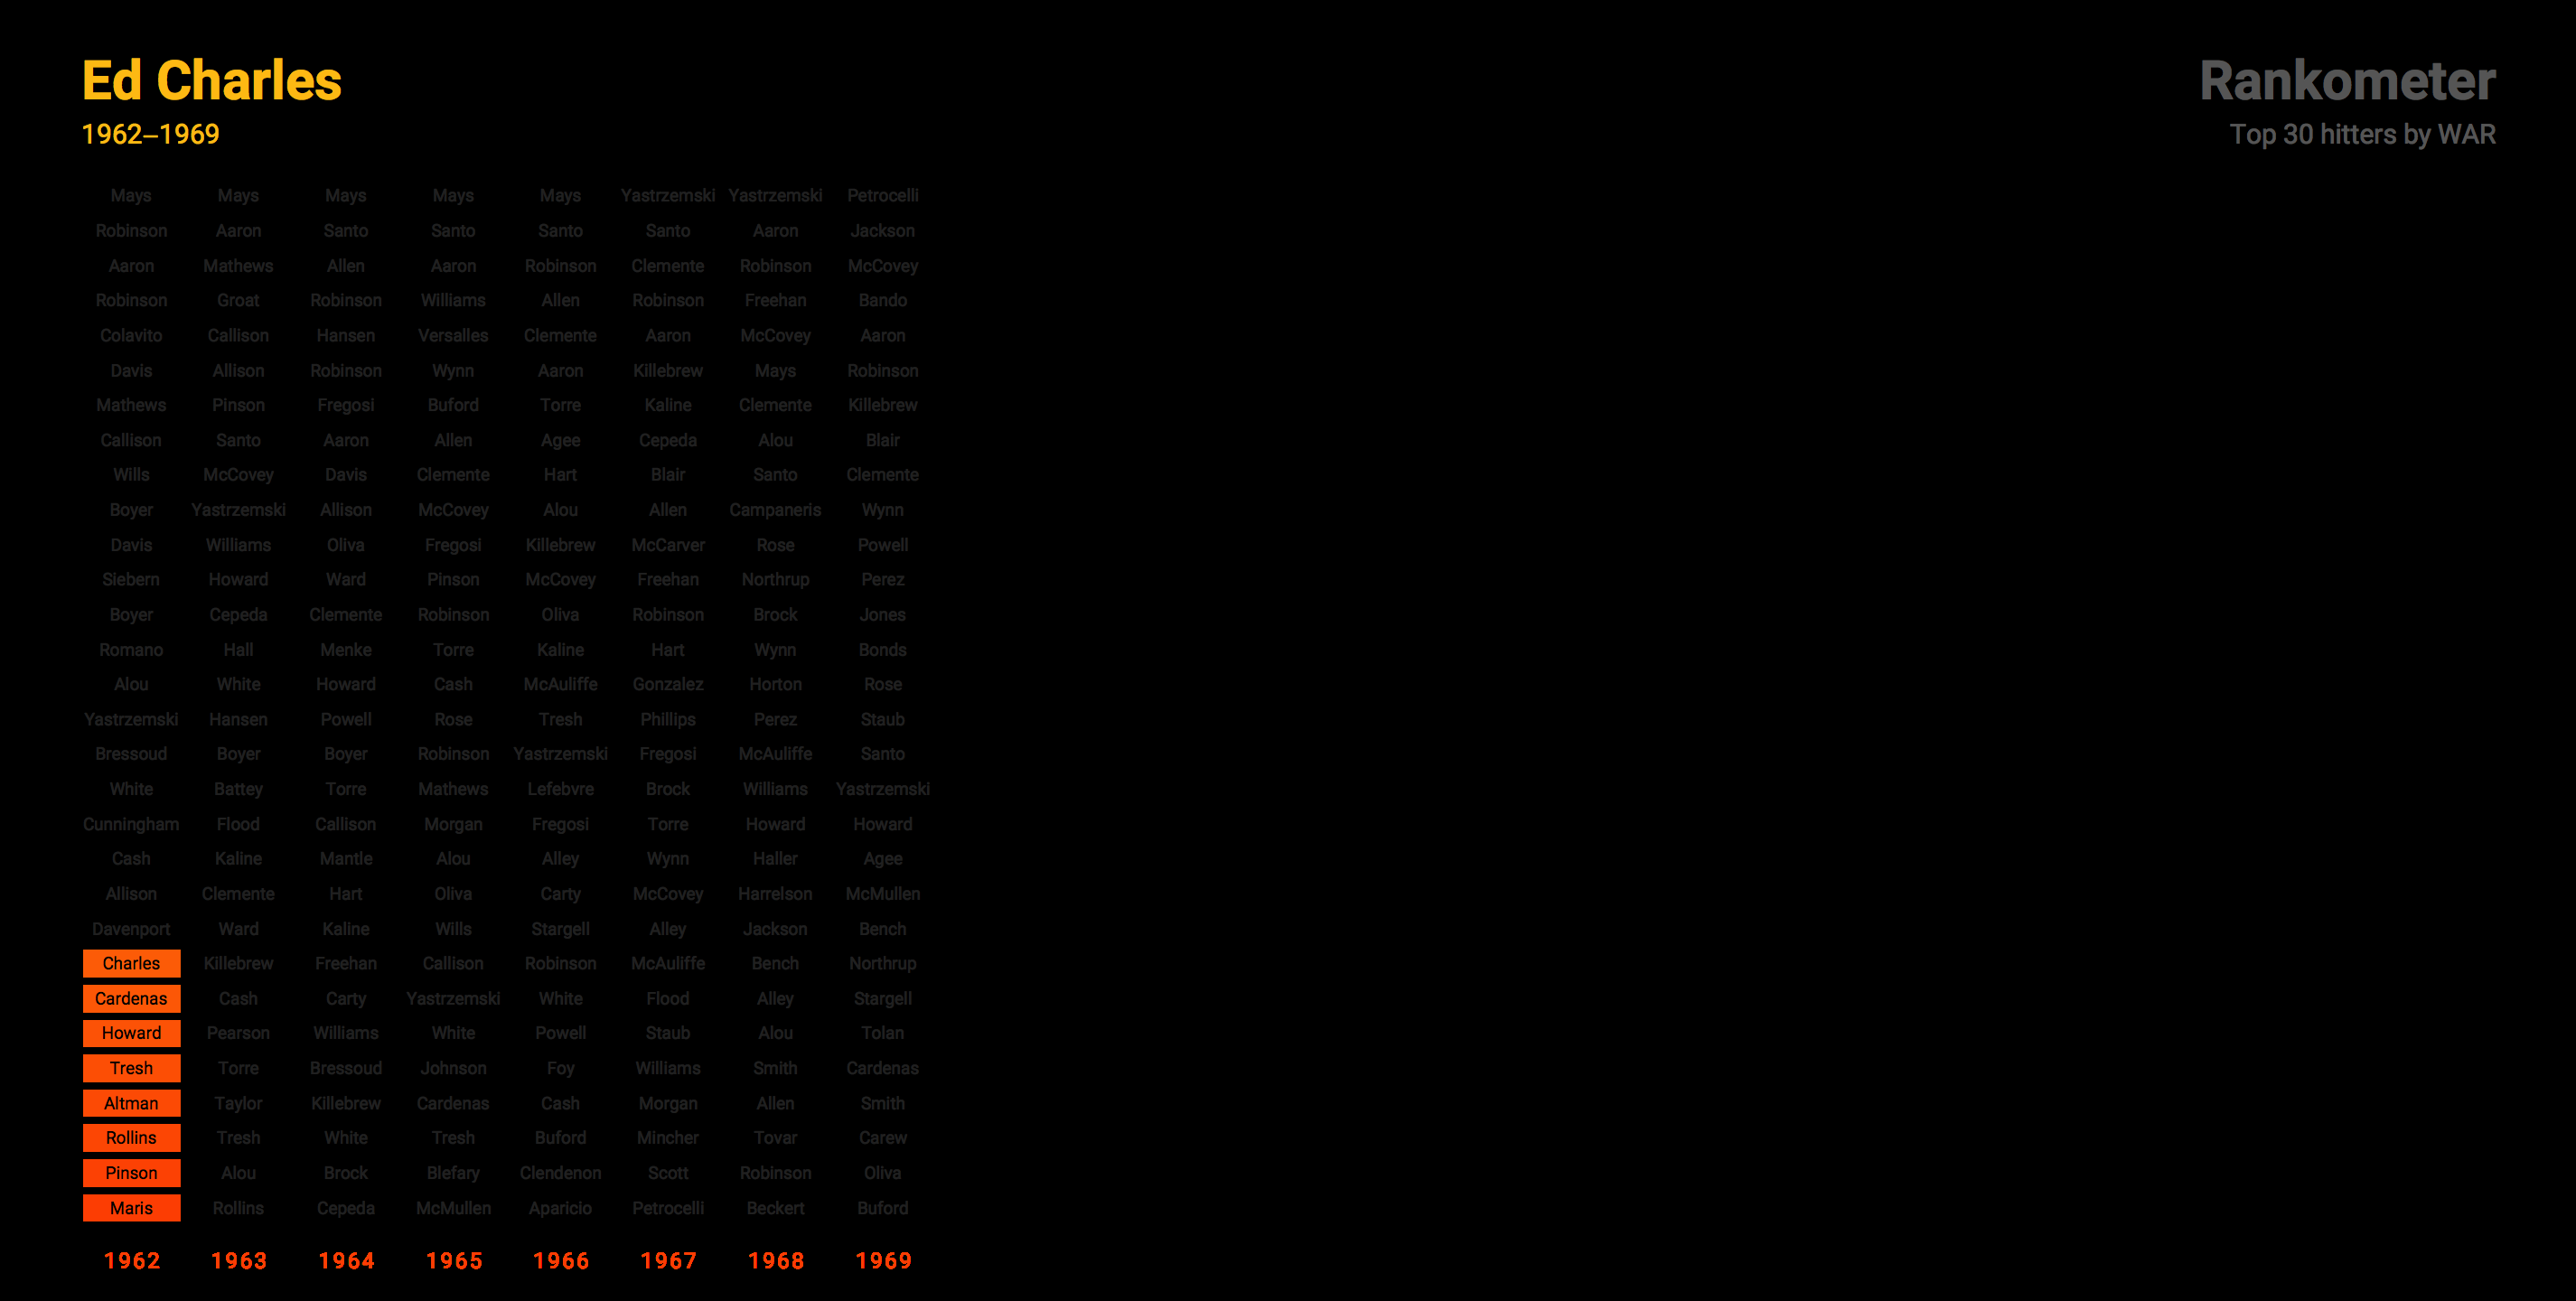 Ed Charles
1962–1969
Rankometer
Top 30 hitters by WAR
Mays Mays Mays Mays Mays Yastrzemski Yastrzemski Petrocelli
Robinson Aaron Santo Santo Santo Santo Aaron Jackson
Aaron Mathews Allen Aaron Robinson Clemente Robinson McCovey
Robinson Groat Robinson Williams Allen Robinson Freehan Bando
Colavito Callison Hansen Versalles Clemente Aaron McCovey Aaron
Davis Allison Robinson Wynn Aaron Killebrew Mays Robinson
Mathews Pinson Fregosi Buford Torre Kaline Clemente Killebrew
Callison Santo Aaron Allen Agee Cepeda Alou Blair
Wills McCovey Davis Clemente Hart Blair Santo Clemente
Boyer Yastrzemski Allison McCovey Alou Allen Campaneris Wynn
Davis Williams Oliva Fregosi Killebrew McCarver Rose Powell
Siebern Howard Ward Pinson McCovey Freehan Northrup Perez
Boyer Cepeda Clemente Robinson Oliva Robinson Brock Jones
Romano Hall Menke Torre Kaline Hart Wynn Bonds
Alou White Howard Cash McAuliffe Gonzalez Horton Rose
Yastrzemski Hansen Powell Rose Tresh Phillips Perez Staub
Bressoud Boyer Boyer Robinson Yastrzemski Fregosi McAuliffe Santo
White Battey Torre Mathews Lefebvre Brock Williams Yastrzemski
Cunningham Flood Callison Morgan Fregosi Torre Howard Howard
Cash Kaline Mantle Alou Alley Wynn Haller Agee
Allison Clemente Hart Oliva Carty McCovey Harrelson McMullen
Davenport Ward Kaline Wills Stargell Alley Jackson Bench
Charles Killebrew Freehan Callison Robinson McAuliffe Bench Northrup
Cardenas Cash Carty Yastrzemski White Flood Alley Stargell
Howard Pearson Williams White Powell Staub Alou Tolan
Tresh Torre Bressoud Johnson Foy Williams Smith Cardenas
Altman Taylor Killebrew Cardenas Cash Morgan Allen Smith
Rollins Tresh White Tresh Buford Mincher Tovar Carew
Pinson Alou Brock Blefary Clendenon Scott Robinson Oliva
Maris Rollins Cepeda McMullen Aparicio Petrocelli Beckert Buford
1962 1963 1964 1965 1966 1967 1968 1969